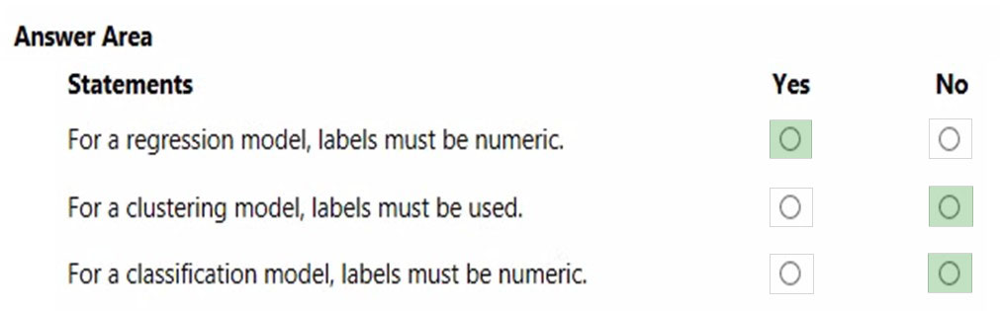 Answer Area
Statements Yes No
For a regression model, labels must be numeric.
For a clustering model, labels must be used.
For a classification model, labels must be numeric.